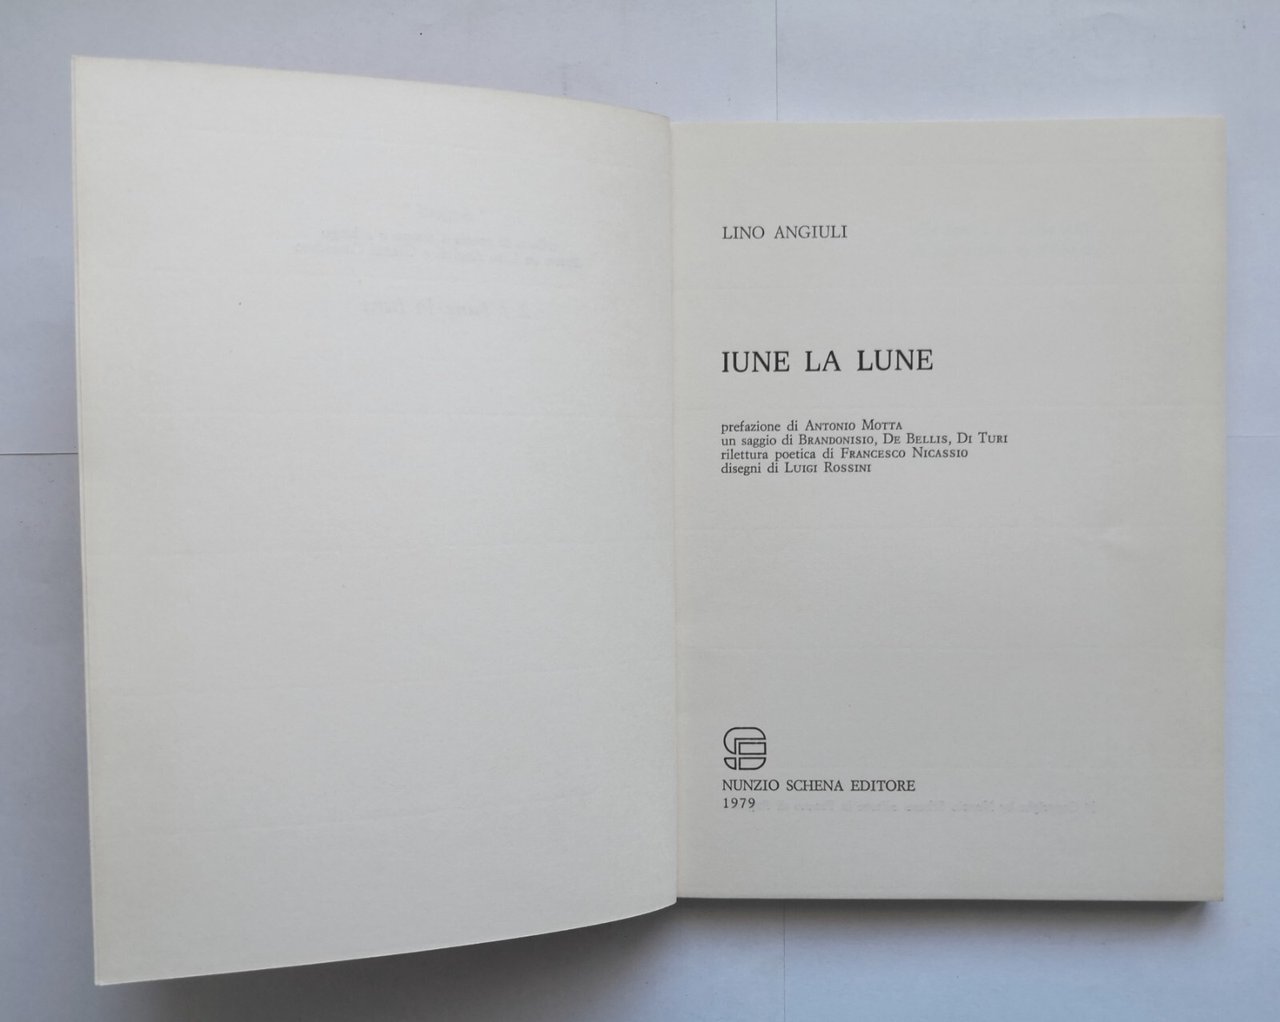 LINO ANGIULI
IUNE LA LUNE
prefazione di ANTONIO MOTTA
un saggio di BRANDONISIO, DE BELLIS, DI TURI
rilettura poetica di FRANCESCO NICASSIO
disegni di LUIGI ROSSINI
NUNZIO SCHENA EDITORE
1979